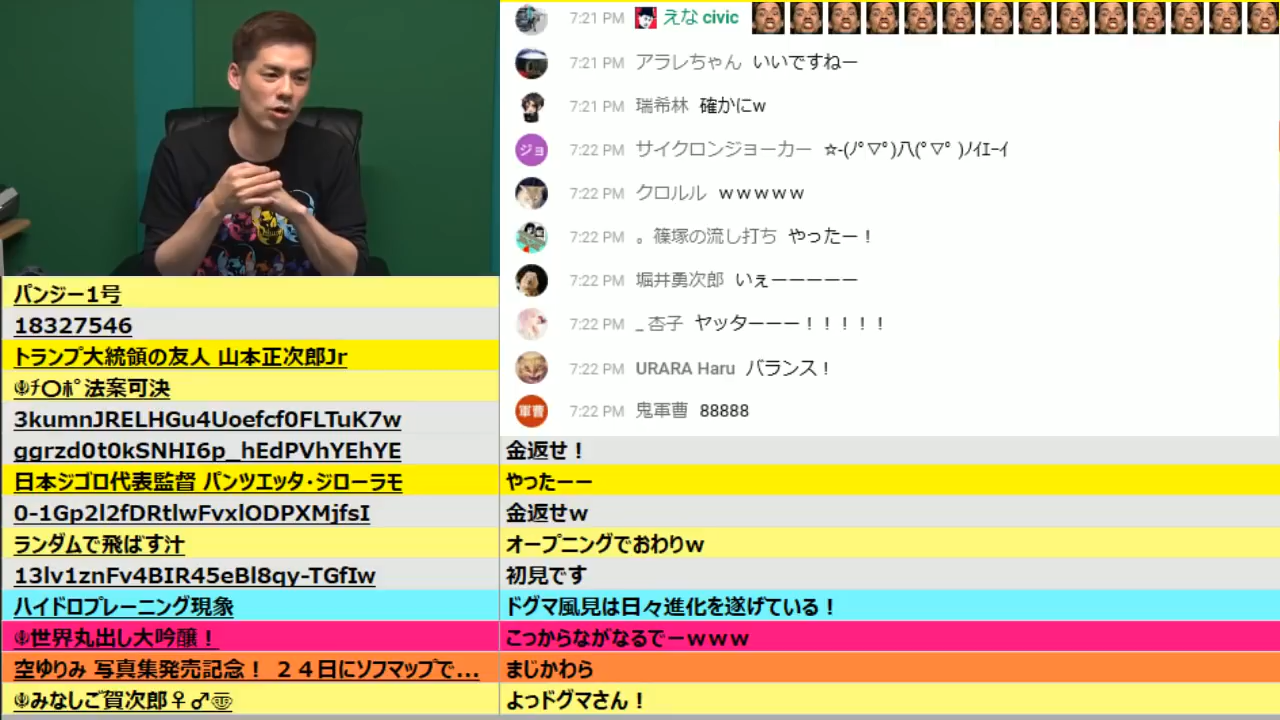 7:21 PM えな civic
7:21 PM アラレちゃん いいですねー
7:21 PM 瑞希林 確かにw
ジョ 7:22 PM サイクロンジョーカー ☆-(ノﾟ▽ﾟ)八(ﾟ▽ﾟ )ノイエーイ
7:22 PM クロルル ｗｗｗｗｗ
7:22 PM 。篠塚の流し打ち やったー！
7:22 PM 堀井勇次郎 いぇーーーーー
7:22 PM _ 杏子 ヤッターーー！！！！！
7:22 PM URARA Haru バランス！
軍曹 7:22 PM 鬼軍曹 88888
パンジー1号
18327546
トランプ大統領の友人 山本正次郎Jr
☬ﾁ〇ﾎﾟ法案可決
3kumnJRELHGu4Uoefcf0FLTuK7w
ggrzd0t0kSNHI6p_hEdPVhYEhYE 金返せ！
日本ジゴロ代表監督 パンツエッタ・ジローラモ やったーー
0-1Gp2l2fDRtlwFvxlODPXMjfsI 金返せw
ランダムで飛ばす汁 オープニングでおわりｗ
13lv1znFv4BIR45eBl8qy-TGfIw 初見です
ハイドロプレーニング現象 ドグマ風見は日々進化を遂げている！
☬世界丸出し大吟醸！ こっからながなるでーｗｗｗ
空ゆりみ 写真集発売記念！ ２４日にソフマップで... まじかわら
☬みなしご賀次郎♀♂ よっドグマさん！